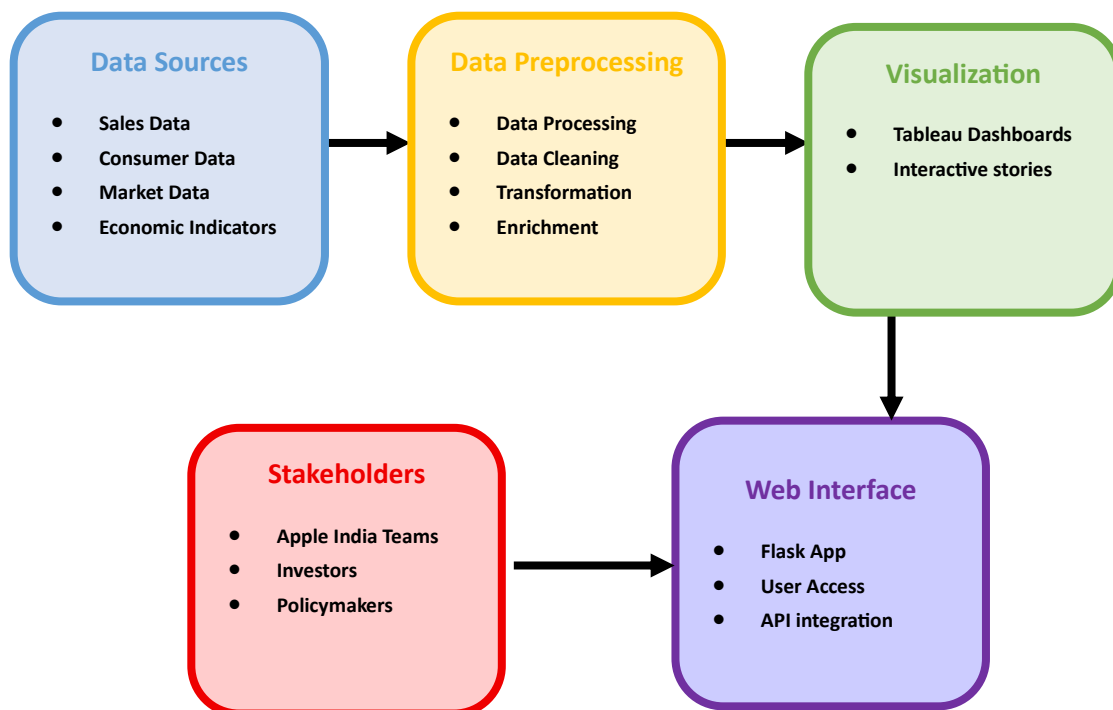 Data Sources
• Sales Data
• Consumer Data
• Market Data
• Economic Indicators
Data Preprocessing
• Data Processing
• Data Cleaning
• Transformation
• Enrichment
Visualization
• Tableau Dashboards
• Interactive stories
Stakeholders
• Apple India Teams
• Investors
• Policymakers
Web Interface
• Flask App
• User Access
• API integration